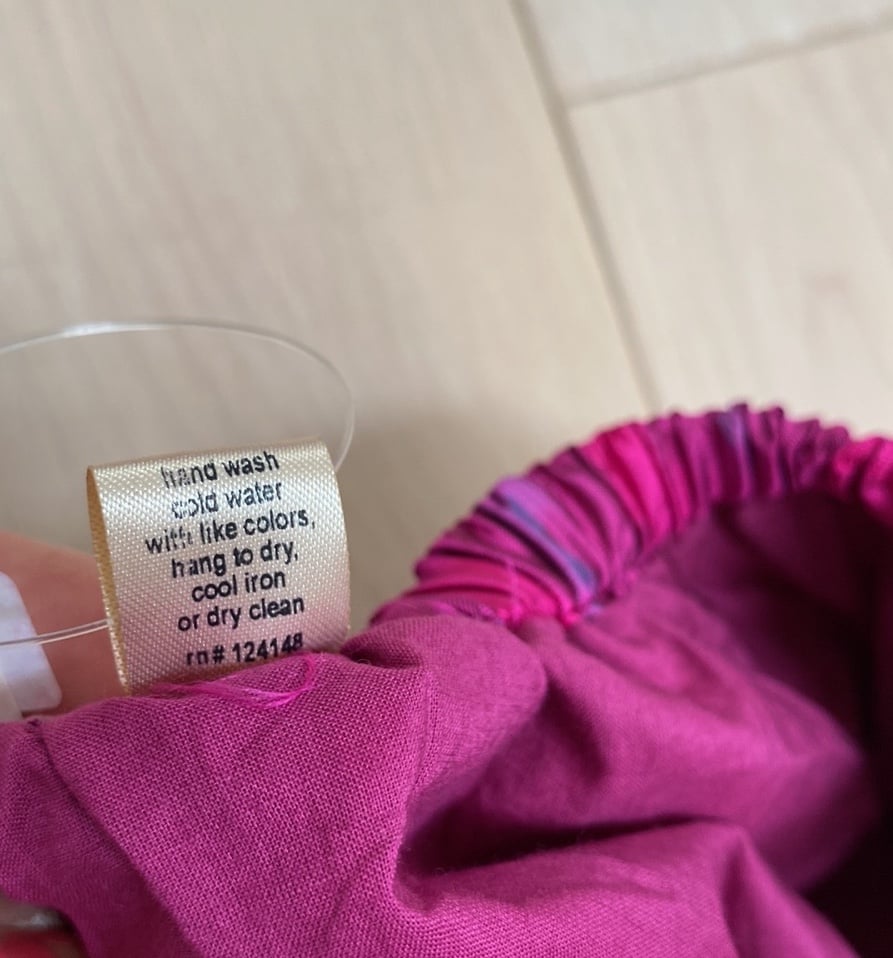 hand wash
cold water
with like colors,
hang to dry,
cool iron
or dry clean
rn# 124148